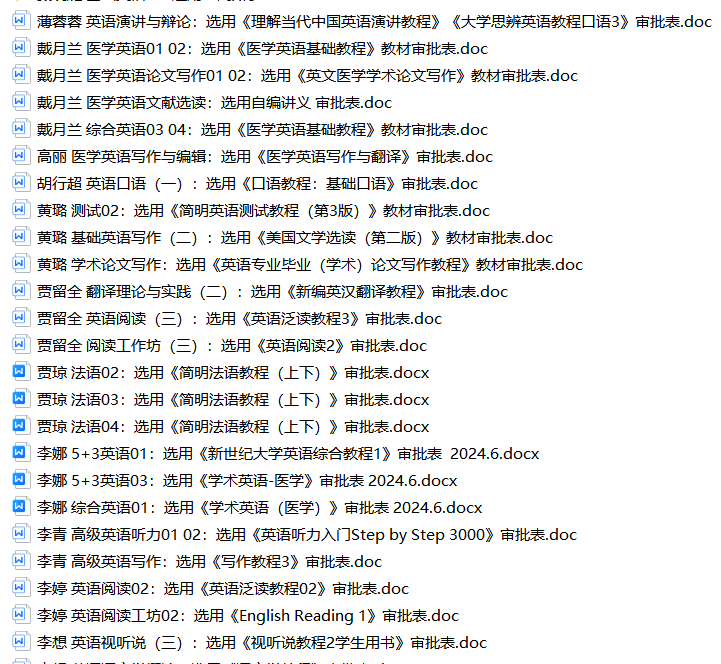 蒲蓉蓉 英语演讲与辩论：选用《理解当代中国英语演讲教程》《大学思辨英语教程口语3》审批表.doc
戴月兰 医学英语01 02：选用《医学英语基础教程》教材审批表.doc
戴月兰 医学英语论文写作01 02：选用《英文医学学术论文写作》教材审批表.doc
戴月兰 医学英语文献选读：选用自编讲义 审批表.doc
戴月兰 综合英语03 04：选用《医学英语基础教程》教材审批表.doc
高丽 医学英语写作与编辑：选用《医学英语写作与翻译》审批表.doc
胡行超 英语口语（一）：选用《口语教程：基础口语》审批表.doc
黄璐 测试02：选用《简明英语测试教程（第3版）》教材审批表.doc
黄璐 基础英语写作（二）：选用《美国文学选读（第二版）》教材审批表.doc
黄璐 学术论文写作：选用《英语专业毕业（学术）论文写作教程》教材审批表.doc
贾留全 翻译理论与实践（二）：选用《新编英汉翻译教程》审批表.doc
贾留全 英语阅读（三）：选用《英语泛读教程3》审批表.doc
贾留全 阅读工作坊（三）：选用《英语阅读2》审批表.doc
贾琼 法语02：选用《简明法语教程（上下）》审批表.docx
贾琼 法语03：选用《简明法语教程（上下）》审批表.docx
贾琼 法语04：选用《简明法语教程（上下）》审批表.docx
李娜 5+3英语01：选用《新世纪大学英语综合教程1》审批表  2024.6.docx
李娜 5+3英语03：选用《学术英语-医学》审批表 2024.6.docx
李娜 综合英语01：选用《学术英语（医学）》审批表 2024.6.docx
李青 高级英语听力01 02：选用《英语听力入门Step by Step 3000》审批表.doc
李青 高级英语写作：选用《写作教程3》审批表.doc
李婷 英语阅读02：选用《英语泛读教程02》审批表.doc
李婷 英语阅读工坊02：选用《English Reading 1》审批表.doc
李想 英语视听说（三）：选用《视听说教程2学生用书》审批表.doc